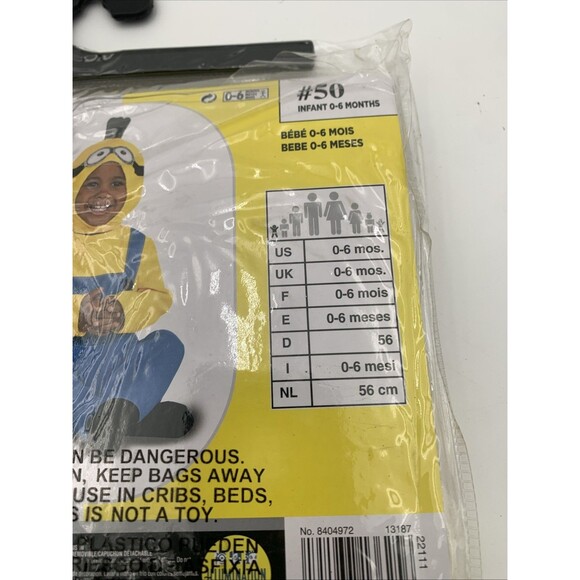 #50
0-6
INFANT 0-6 MONTHS
BÉBÉ 0-6 MOIS
BEBE 0-6 MESES
US 0-6 mos.
UK 0-6 mos.
F 0-6 mois
E 0-6 meses
D 56
I 0-6 mesi
NL 56 cm
N BE DANGEROUS.
N, KEEP BAGS AWAY
USE IN CRIBS, BEDS,
S IS NOT A TOY.
No. 8404972 13187
22111
PLÁSTICO PUEDEN